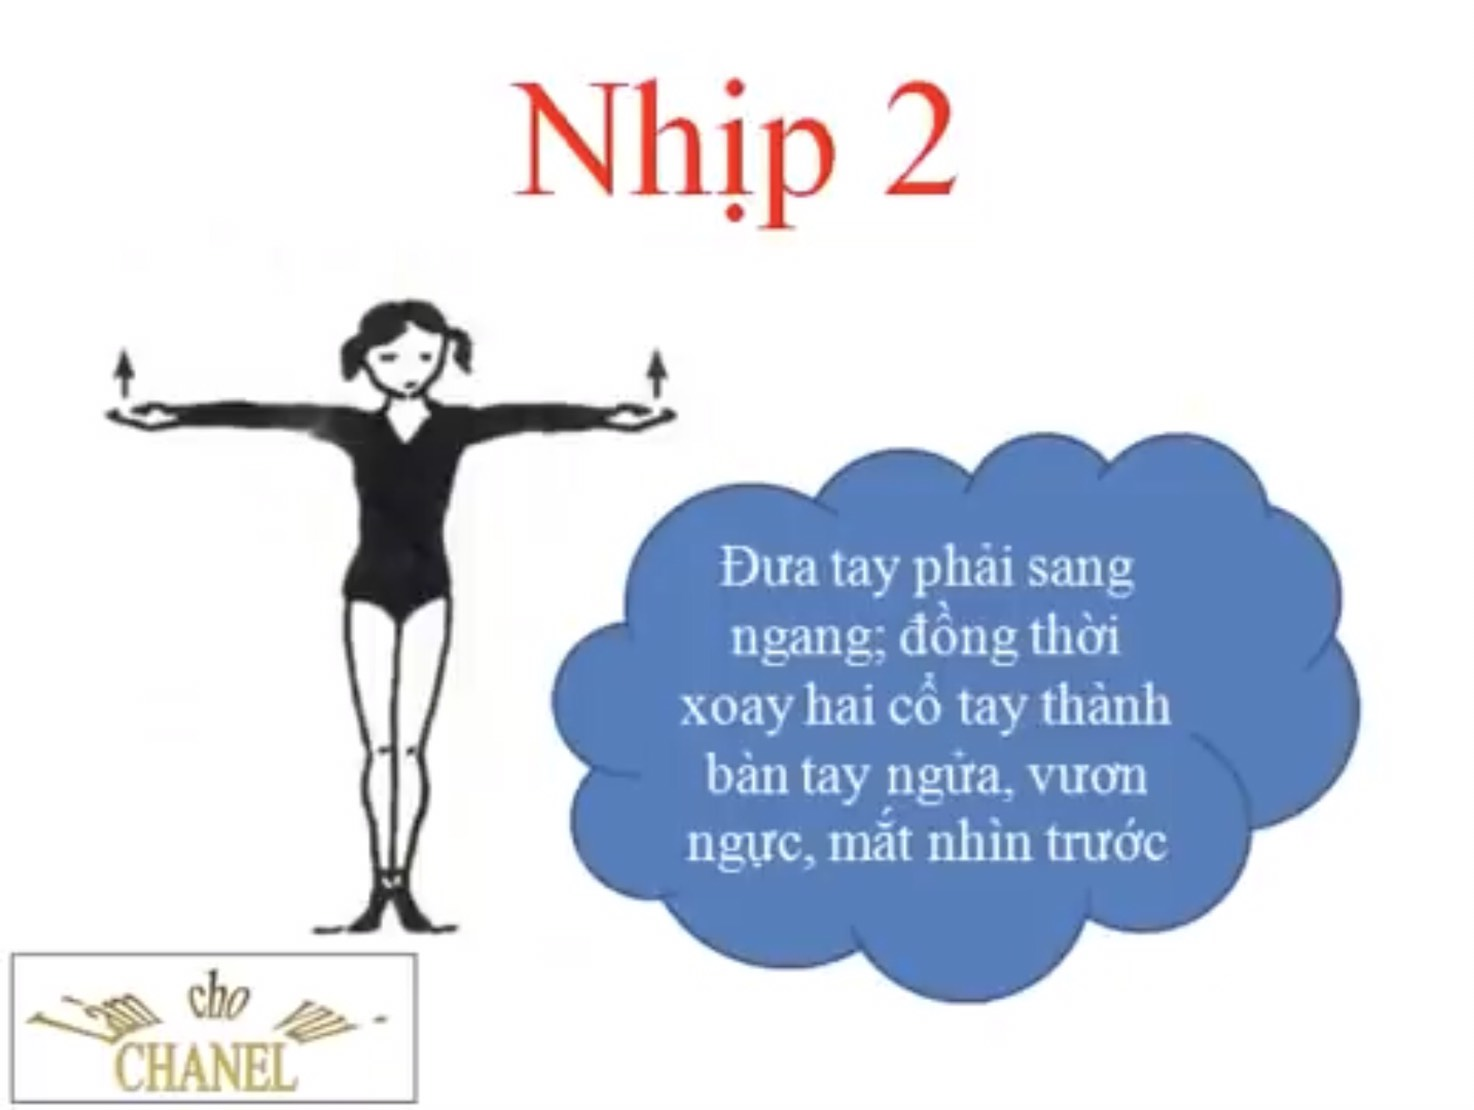 Nhịp 2
Đưa tay phải sang
ngang; đồng thời
xoay hai cổ tay thành
bàn tay ngửa, vươn
ngực, mắt nhìn trước
cho
CHANEL